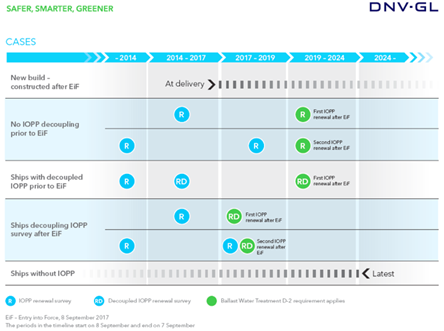 SAFER, SMARTER, GREENER
DNV·GL
CASES
- 2014
2014 - 2017
2017 - 2019
2019 - 2024
2024 -
New build –
constructed after EiF
At delivery
No IOPP decoupling
prior to EiF
R
R
First IOPP
renewal after EiF
R
R
R
Second IOPP
renewal after EiF
Ships with decoupled
IOPP prior to EiF
R
RD
RD
First IOPP
renewal after EiF
Ships decoupling IOPP
survey after EiF
R
RD
First IOPP
renewal after EiF
R
R
RD
Second IOPP
renewal after EiF
Ships without IOPP
Latest
R IOPP renewal survey
RD Decoupled IOPP renewal survey
Ballast Water Treatment D-2 requirement applies
EiF – Entry into Force, 8 September 2017
The periods in the timeline start on 8 September and end on 7 September